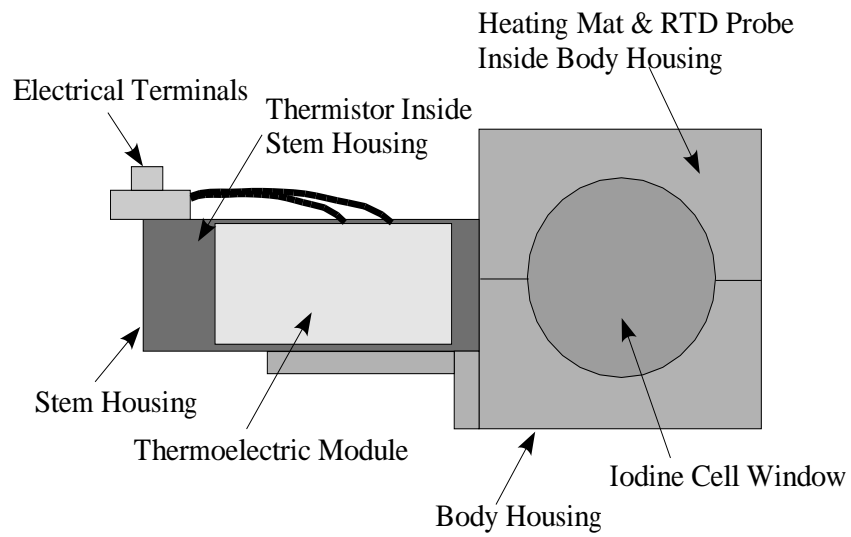 Heating Mat & RTD Probe
Inside Body Housing
Electrical Terminals
Thermistor Inside
Stem Housing
Stem Housing
Thermoelectric Module
Iodine Cell Window
Body Housing